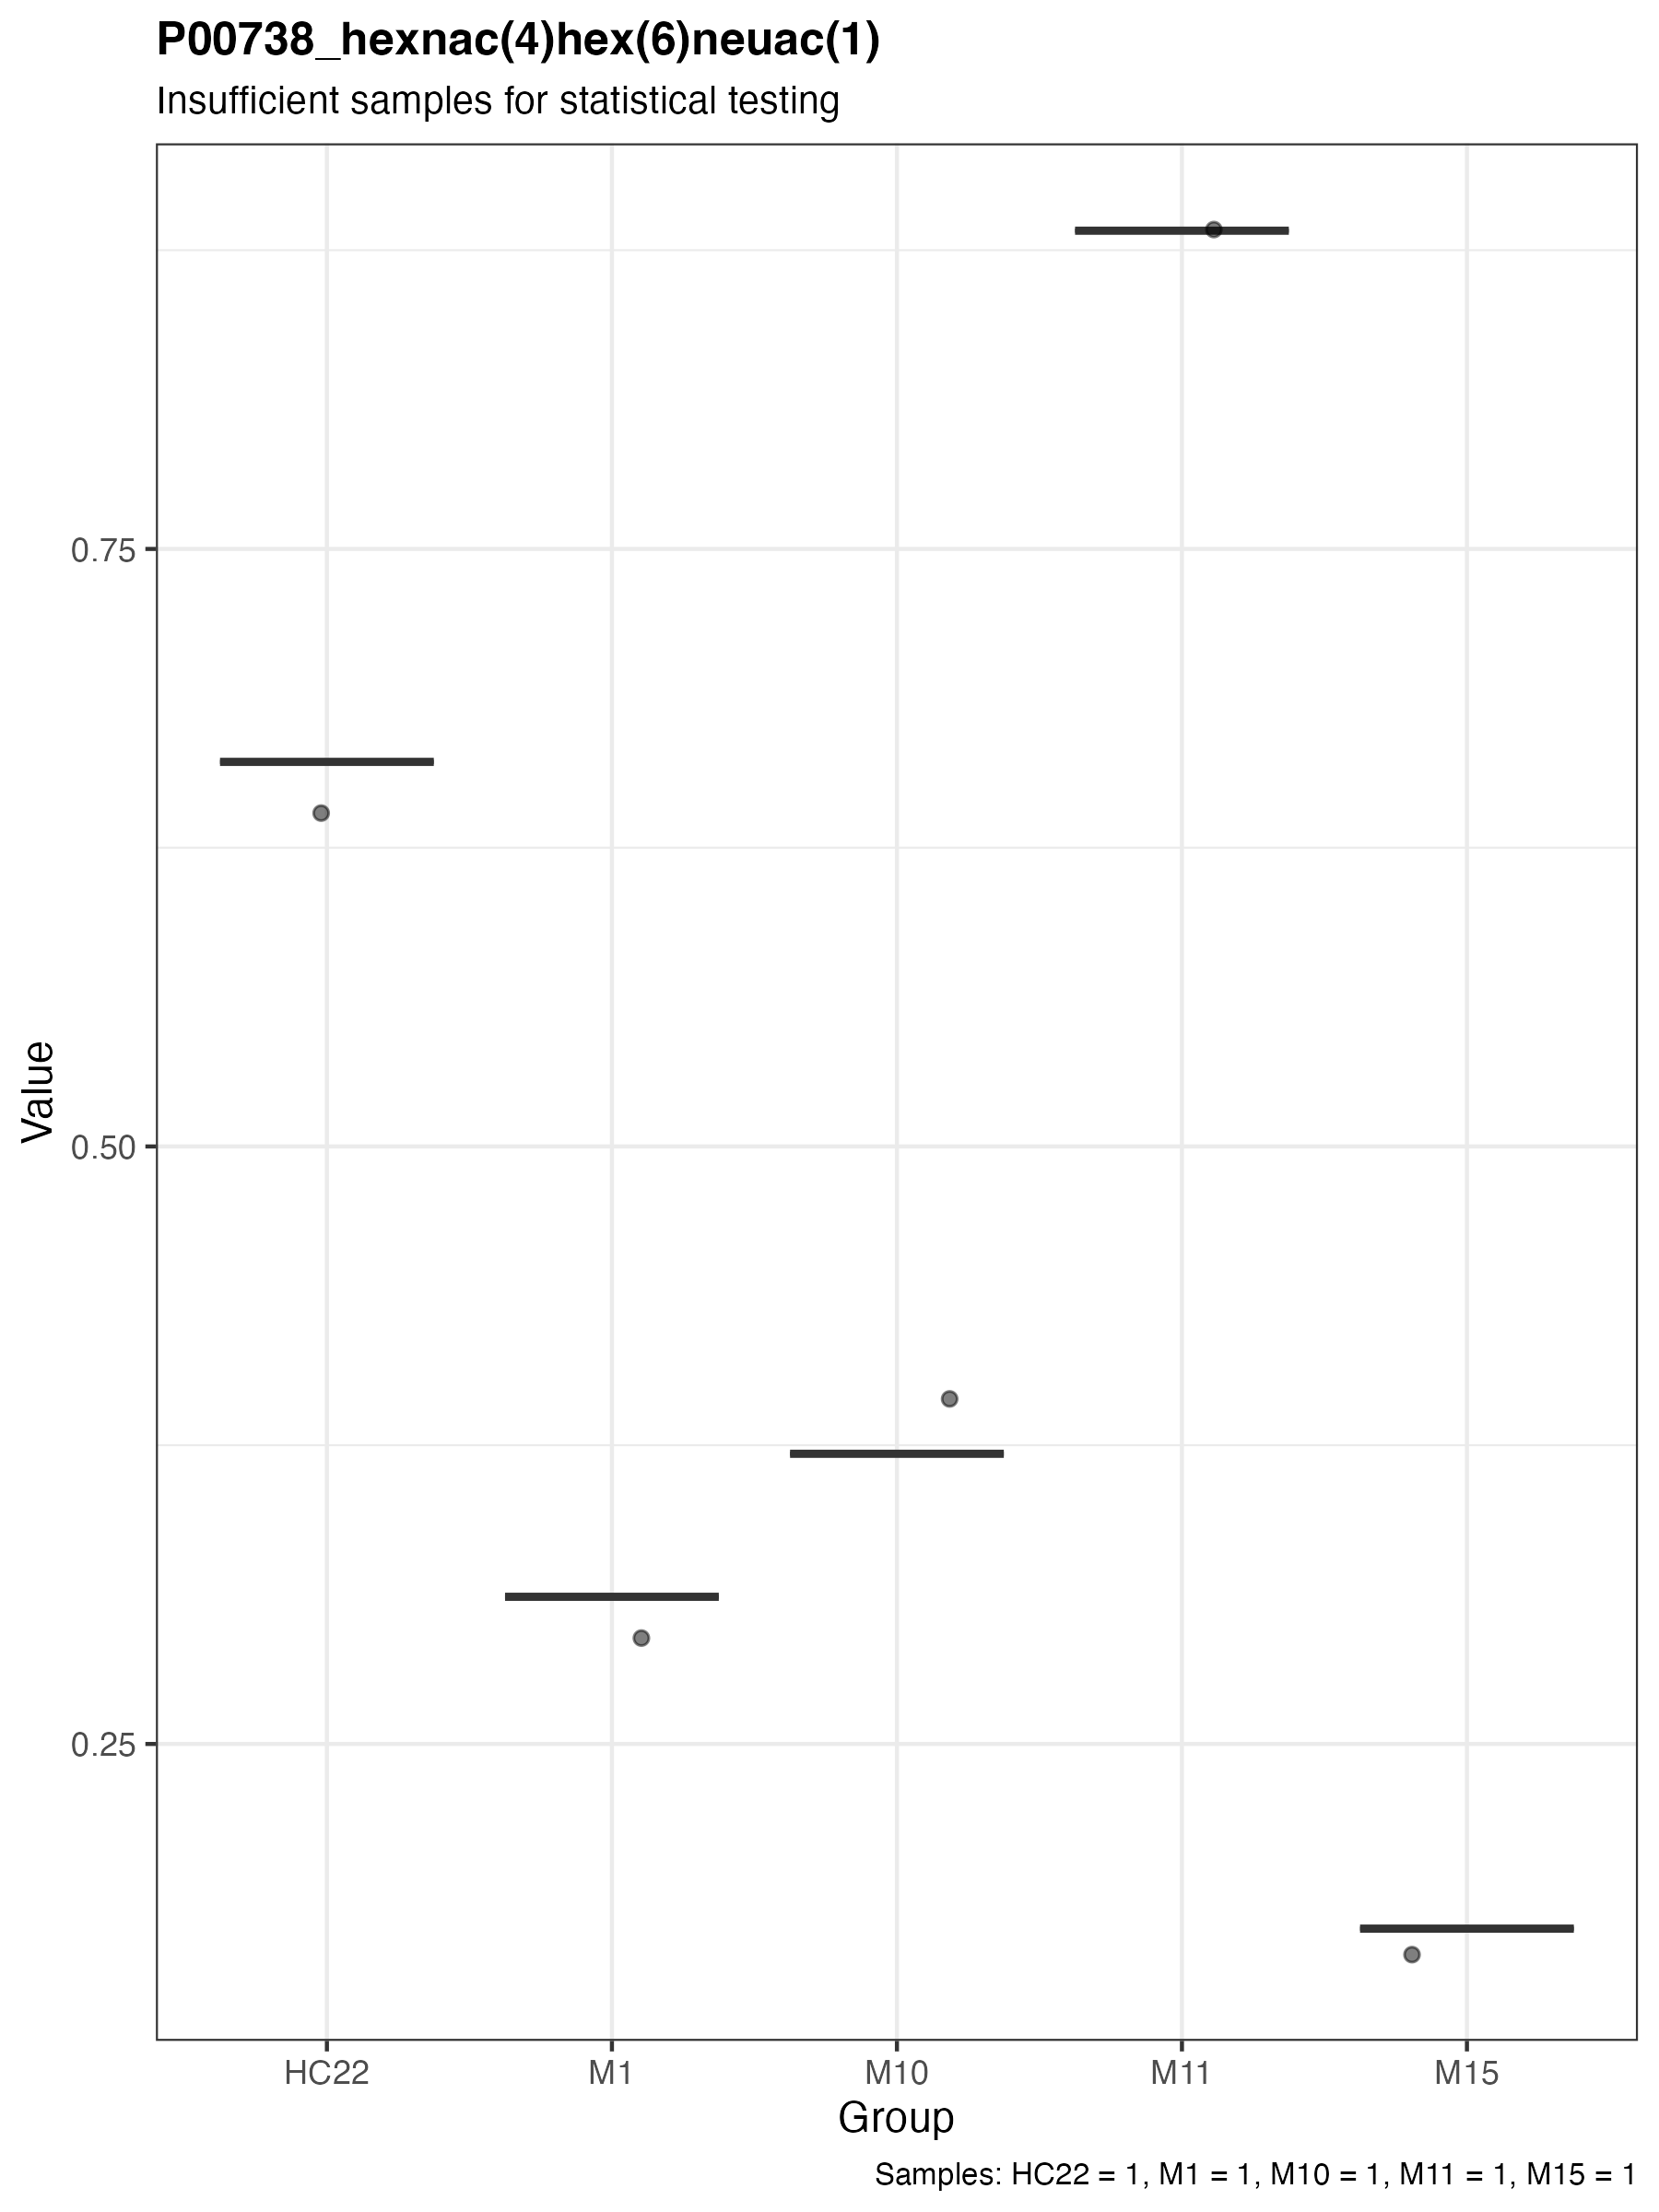 P00738_hexnac(4)hex(6)neuac(1)
Insufficient samples for statistical testing
Value
0.75
0.50
0.25
HC22 M1 M10 M11 M15
Group
Samples: HC22 = 1, M1 = 1, M10 = 1, M11 = 1, M15 = 1